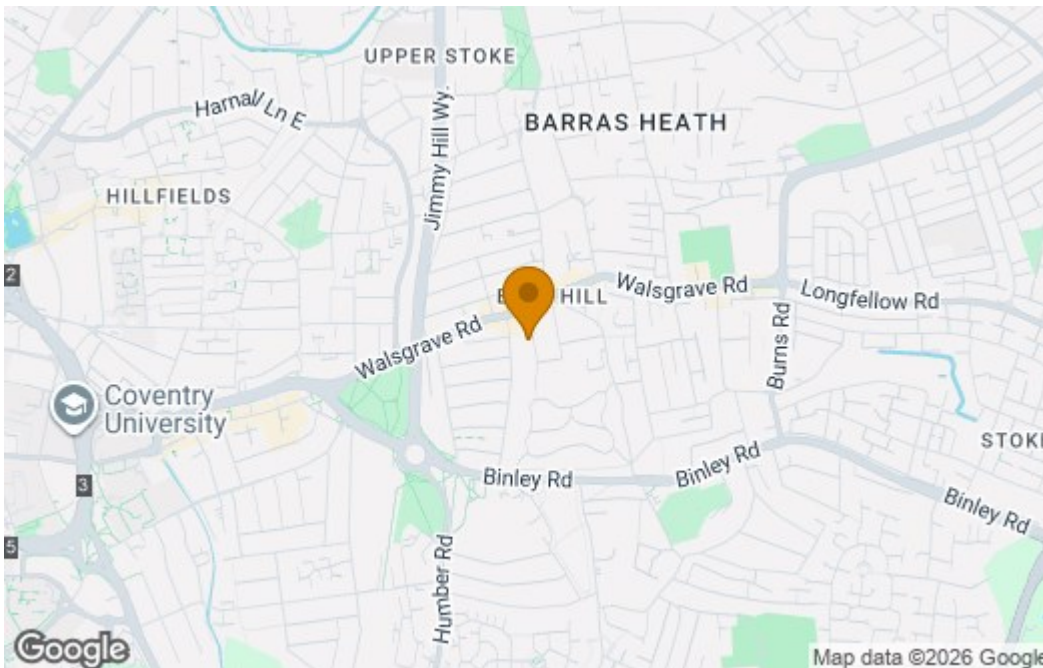 UPPER STOKE
Harnal/ Ln E
BARRAS HEATH
Jimmy Hill Wy.
HILLFIELDS
2
HILL
Walsgrave Rd
Longfellow Rd
Walsgrave Rd
Burns Rd
Coventry
University
STOKE
3
Binley Rd
Binley Rd
Binley Rd
5
Humber Rd
Google
Map data ©2026 Google